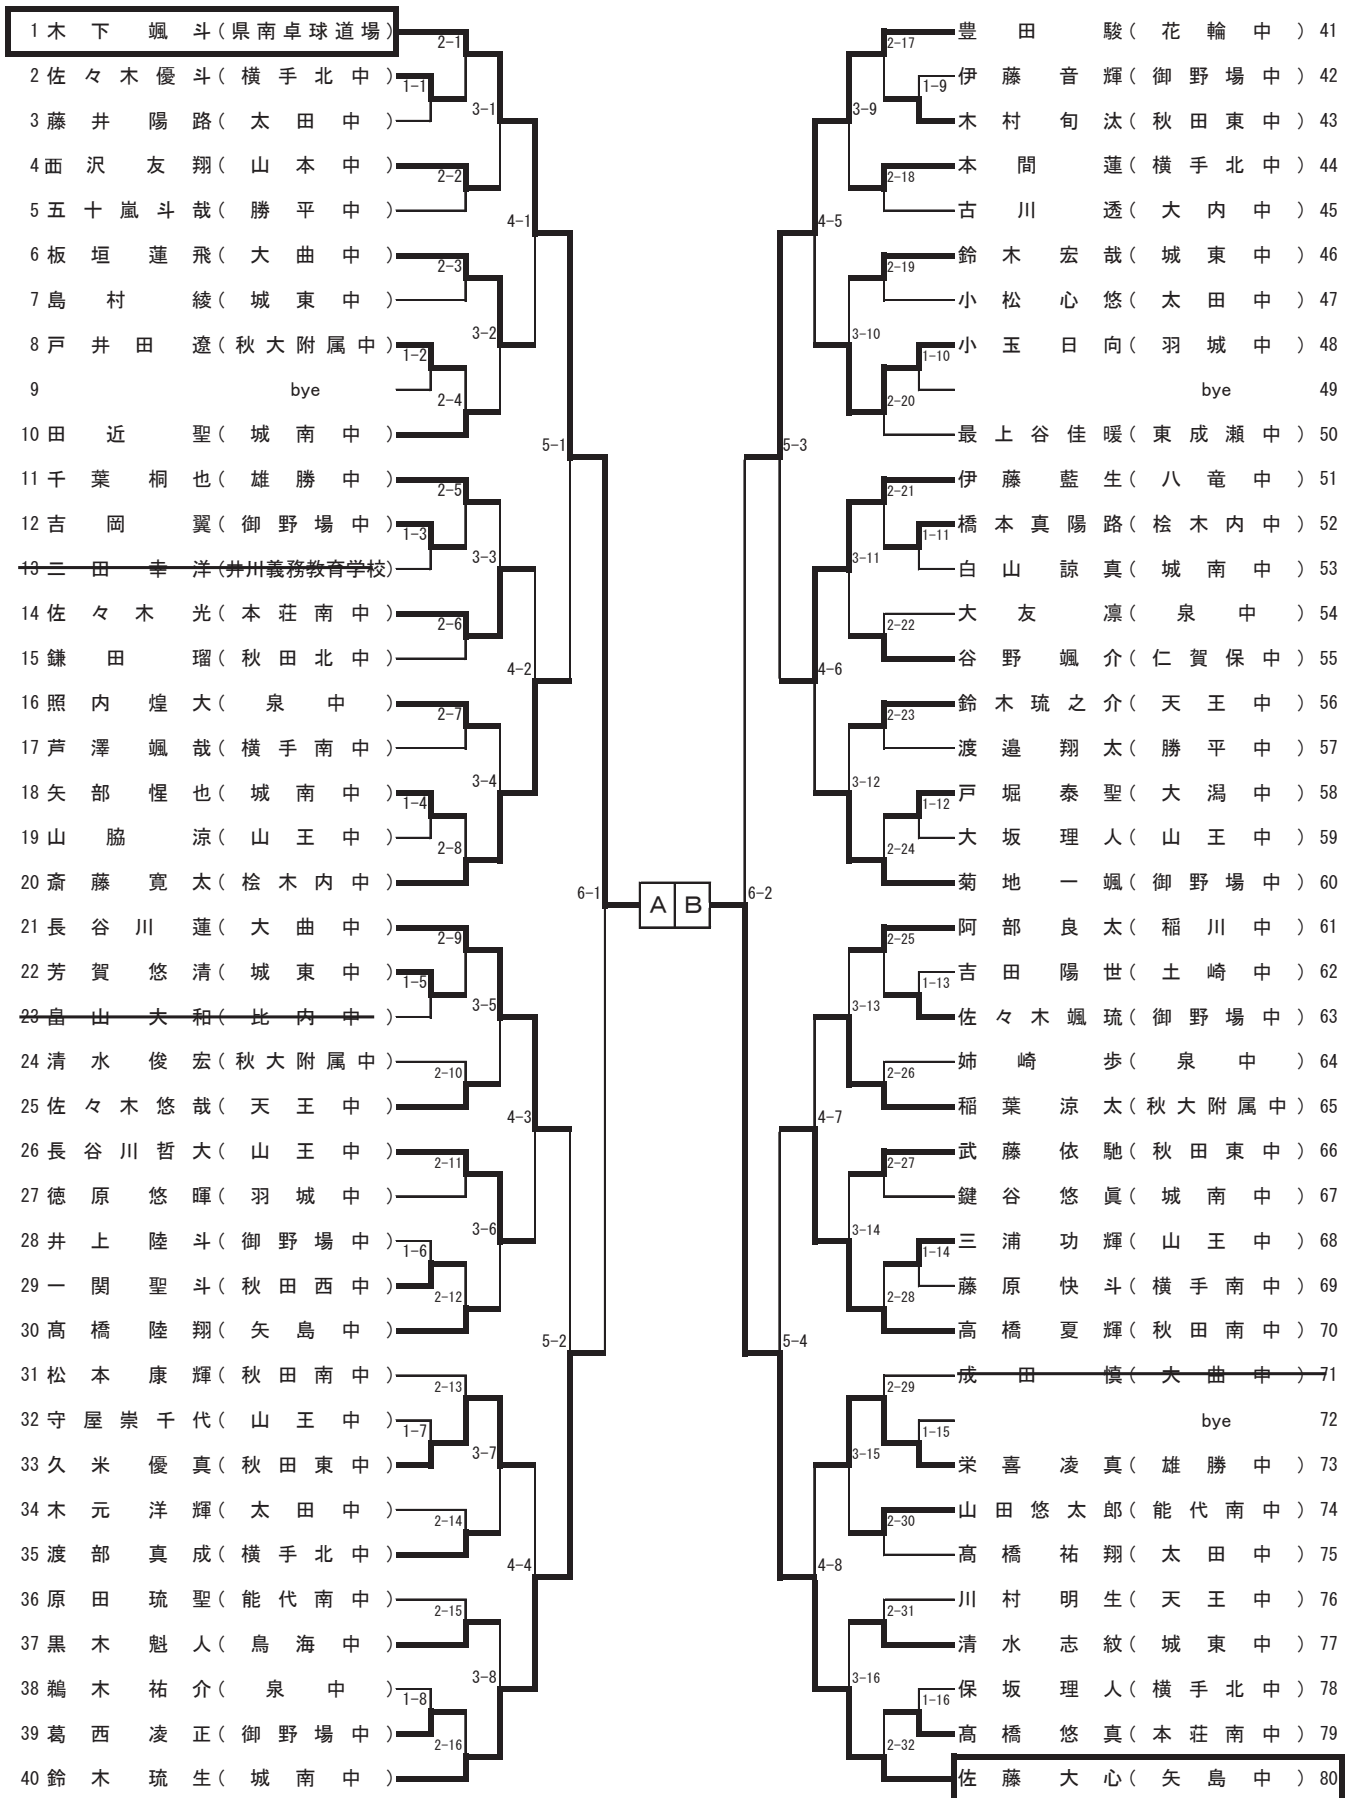 1 木下颯斗(県南卓球道場)
2 佐々木優斗(横手北中)
3 藤井陽路(太田中)
4 西沢友翔(山本中)
5 五十嵐斗哉(勝平中)
6 板垣蓮飛(大曲中)
7 島村綾(城東中)
8 戸井田遼(秋大附属中)
9 bye
10 田近聖(城南中)
11 千葉桐也(雄勝中)
12 吉岡翼(御野場中)
13 二田幸洋(井川義務教育学校)
14 佐々木光(本荘南中)
15 鎌田瑠(秋田北中)
16 照内煌大(泉中)
17 芦澤颯哉(横手南中)
18 矢部惺也(城南中)
19 山脇涼(山王中)
20 斎藤寛太(桧木内中)
21 長谷川蓮(大曲中)
22 芳賀悠清(城東中)
23 畠山大和(比内中)
24 清水俊宏(秋大附属中)
25 佐々木悠哉(天王中)
26 長谷川哲大(山王中)
27 徳原悠暉(羽城中)
28 井上陸斗(御野場中)
29 一関聖斗(秋田西中)
30 髙橋陸翔(矢島中)
31 松本康輝(秋田南中)
32 守屋崇千代(山王中)
33 久米優真(秋田東中)
34 木元洋輝(太田中)
35 渡部真成(横手北中)
36 原田琉聖(能代南中)
37 黒木魁人(鳥海中)
38 鵜木祐介(泉中)
39 葛西凌正(御野場中)
40 鈴木琉生(城南中)
1-1
1-2
1-3
1-4
1-5
1-6
1-7
1-8
2-1
2-2
2-3
2-4
2-5
2-6
2-7
2-8
2-9
2-10
2-11
2-12
2-13
2-14
2-15
2-16
3-1
3-2
3-3
3-4
3-5
3-6
3-7
3-8
4-1
4-2
4-3
4-4
5-1
5-2
6-1
A B
6-2
5-3
5-4
4-5
4-6
4-7
4-8
3-9
3-10
3-11
3-12
3-13
3-14
3-15
3-16
2-17
2-18
2-19
2-20
2-21
2-22
2-23
2-24
2-25
2-26
2-27
2-28
2-29
2-30
2-31
2-32
1-9
1-10
1-11
1-12
1-13
1-14
1-15
1-16
豊田駿(花輪中) 41
伊藤音輝(御野場中) 42
木村旬汰(秋田東中) 43
本間蓮(横手北中) 44
古川透(大内中) 45
鈴木宏哉(城東中) 46
小松心悠(太田中) 47
小玉日向(羽城中) 48
bye 49
最上谷佳暖(東成瀬中) 50
伊藤藍生(八竜中) 51
橋本真陽路(桧木内中) 52
白山諒真(城南中) 53
大友凛(泉中) 54
谷野颯介(仁賀保中) 55
鈴木琉之介(天王中) 56
渡邉翔太(勝平中) 57
戸堀泰聖(大潟中) 58
大坂理人(山王中) 59
菊地一颯(御野場中) 60
阿部良太(稲川中) 61
吉田陽世(土崎中) 62
佐々木颯琉(御野場中) 63
姉崎歩(泉中) 64
稲葉涼太(秋大附属中) 65
武藤依馳(秋田東中) 66
鍵谷悠眞(城南中) 67
三浦功輝(山王中) 68
藤原快斗(横手南中) 69
高橋夏輝(秋田南中) 70
成田慎(大曲中) 71
bye 72
栄喜凌真(雄勝中) 73
山田悠太郎(能代南中) 74
髙橋祐翔(太田中) 75
川村明生(天王中) 76
清水志紋(城東中) 77
保坂理人(横手北中) 78
髙橋悠真(本荘南中) 79
佐藤大心(矢島中) 80